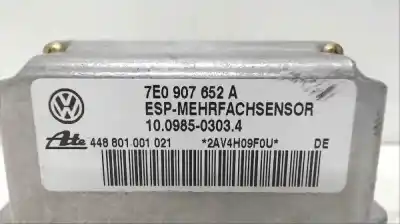 7E0 907 652 A
ESP-MEHRFACHSENSOR
10.0985-0303.4
Ate 448 801 001 021 *2AV4H09F0U* DE